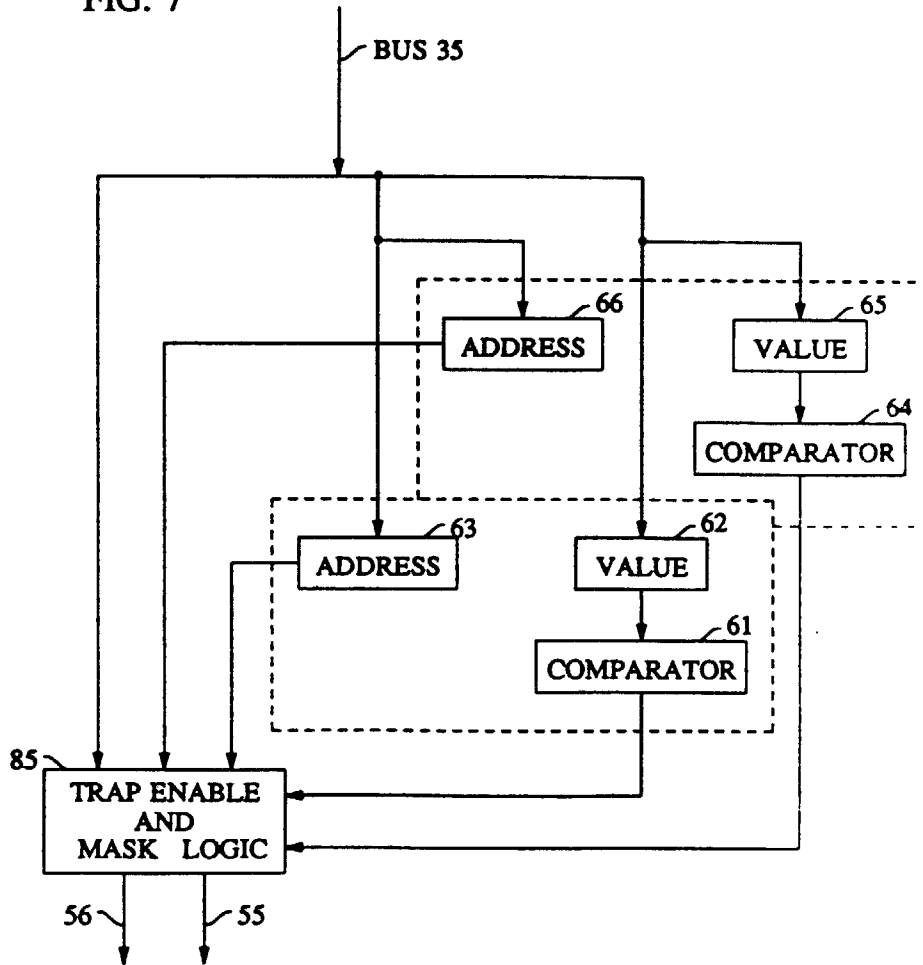 FIG. 7
BUS 35
66
ADDRESS
65
VALUE
64
COMPARATOR
63
ADDRESS
62
VALUE
61
COMPARATOR
85
TRAP ENABLE
AND
MASK LOGIC
56
55